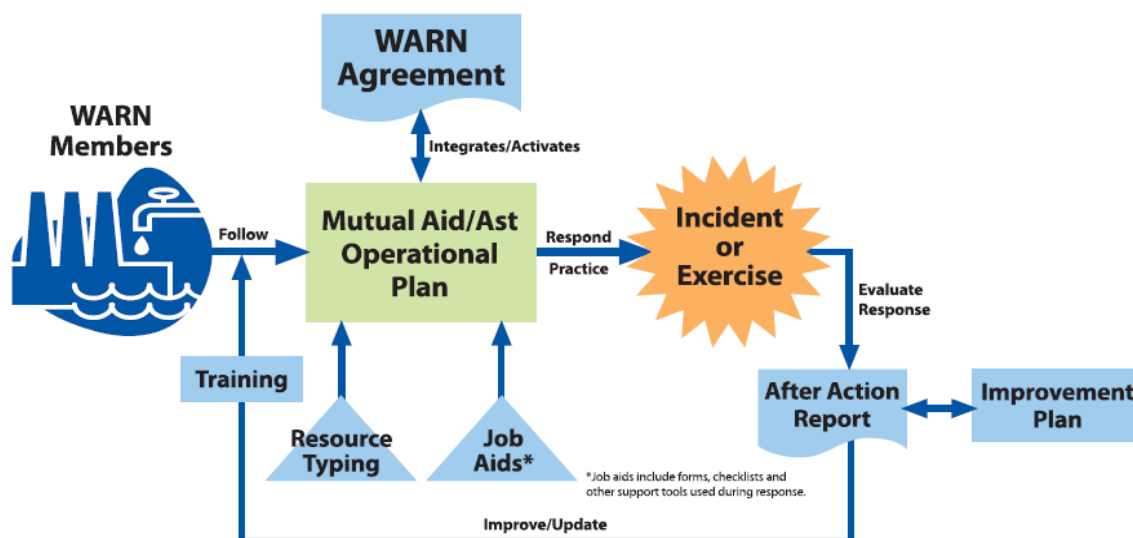 WARN
Agreement
WARN
Members
Integrates/Activates
Follow
Mutual Aid/Ast
Operational
Plan
Respond
Practice
Incident
or
Exercise
Evaluate
Response
Training
Resource
Typing
Job
Aids*
After Action
Report
Improvement
Plan
*Job aids include forms, checklists and
other support tools used during response.
Improve/Update